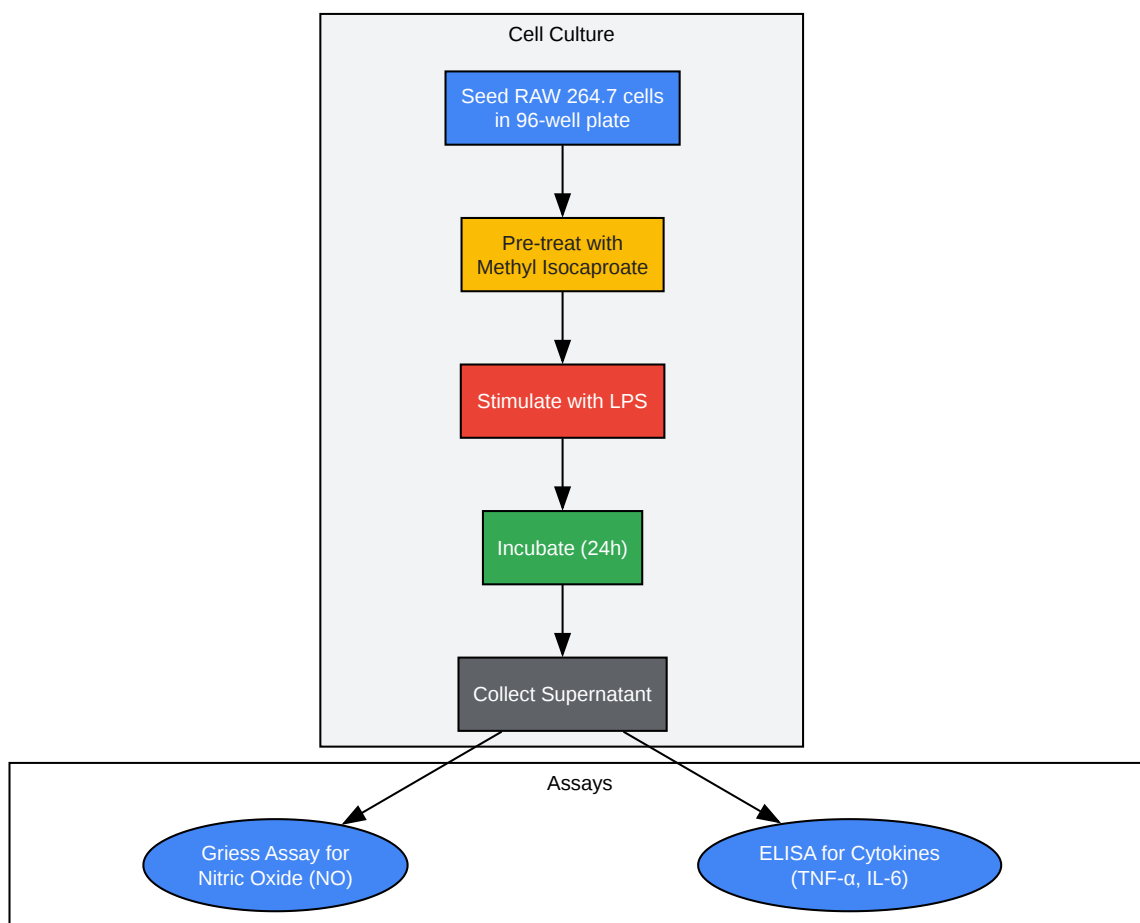 Cell Culture
Seed RAW 264.7 cells
in 96-well plate
Pre-treat with
Methyl Isocaproate
Stimulate with LPS
Incubate (24h)
Collect Supernatant
Assays
Griess Assay for
Nitric Oxide (NO)
ELISA for Cytokines
(TNF-α, IL-6)